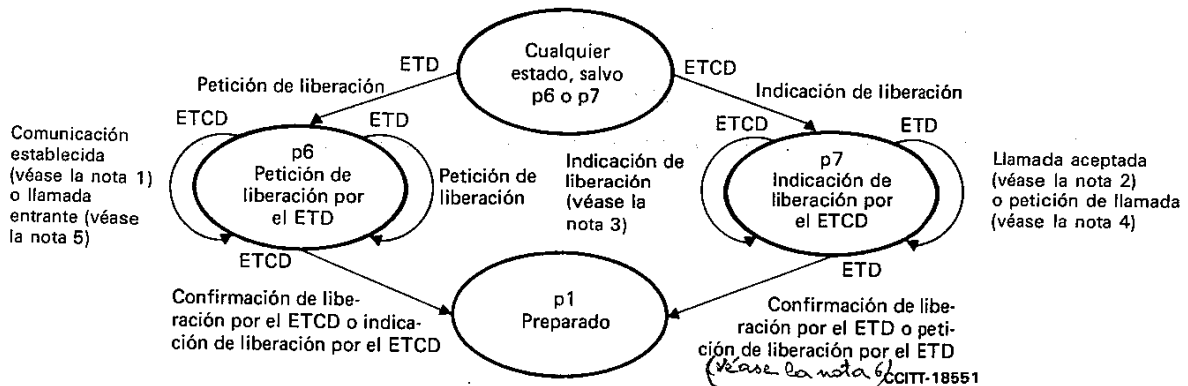 Cualquier
estado, salvo
p6 o p7
ETD
ETCD
Petición de liberación
Indicación de liberación
ETCD
ETD
ETCD
ETD
Comunicación
establecida
(véase la nota 1)
o llamada
entrante (véase
la nota 5)
p6
Petición de
liberación por
el ETD
Petición de
liberación
Indicación de
liberación
(véase la
nota 3)
p7
Indicación de
liberación por
el ETCD
Llamada aceptada
(véase la nota 2)
o petición de llamada
(véase la nota 4)
ETCD
ETD
Confirmación de libe-
ración por el ETCD o indica-
ción de liberación por el ETCD
p1
Preparado
Confirmación de libe-
ración por el ETD o peti-
ción de liberación por el ETD
(véase la nota 6)
CCITT-18551